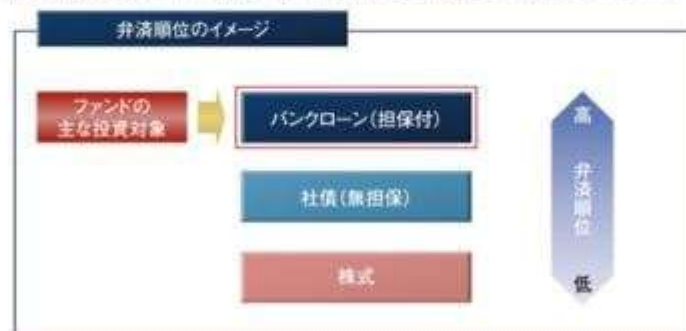 弁済順位のイメージ
ファンドの
主な投資対象
バンクローン(担保付)
高
社債(無担保)
弁済順位
株式
低